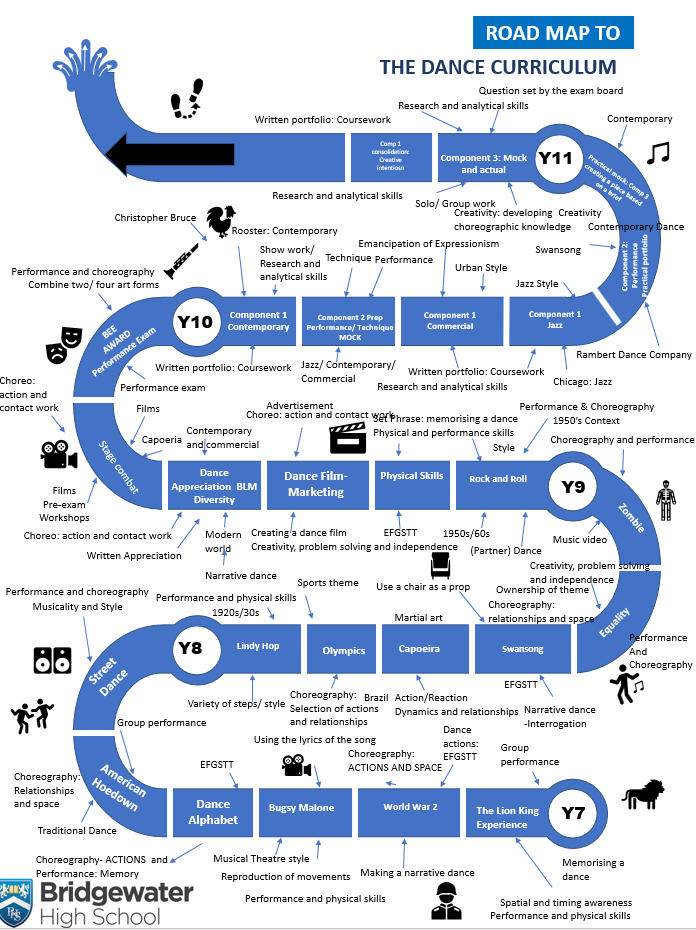 ROAD MAP TO
THE DANCE CURRICULUM
Question set by the exam board
Research and analytical skills
Written portfolio: Coursework
Contemporary
Comp 1
consolidation:
Creative
intentiosn
Component 3: Mock
and actual
Y11
Practical mock: Comp 3
creating a piece based
on a brief
Research and analytical skills
Solo/ Group work
Creativity: developing
choreographic knowledge
Creativity
Contemporary Dance
Christopher Bruce
Rooster: Contemporary
Show work/
Research and
analytical skills
Emancipation of Expressionism
Technique
Performance
Swansong
Urban Style
Jazz Style
Component 2:
Performance
Practical portfolio
Performance and choreography
Combine two/ four art forms
Y10
BEE
AWARD
Performance Exam
Component 1
Contemporary
Component 2 Prep
Performance/ Technique
MOCK
Component 1
Commercial
Component 1
Jazz
Rambert Dance Company
Written portfolio: Coursework
Jazz/ Contemporary/
Commercial
Written portfolio: Coursework
Research and analytical skills
Chicago: Jazz
Choreo:
action and
contact work
Performance exam
Films
Capoeria
Contemporary
and commercial
Advertisement
Choreo: action and contact work
Set Phrase: memorising a dance
Physical and performance skills
Style
Performance & Choreography
1950's Context
Choreography and performance
Stage combat
Dance
Appreciation BLM
Diversity
Dance Film-
Marketing
Physical Skills
Rock and Roll
Y9
Zombie
Films
Pre-exam
Workshops
Choreo: action and contact work
Written Appreciation
Modern
world
Narrative dance
Creating a dance film
Creativity, problem solving and independence
EFGSTT
1950s/60s
(Partner) Dance
Music video
Creativity, problem solving
and independence
Ownership of theme
Choreography:
relationships and space
Use a chair as a prop
Sports theme
Performance and choreography
Musicality and Style
Performance and physical skills
1920s/30s
Martial art
Equality
Performance
And
Choreography
Y8
Lindy Hop
Olympics
Capoeira
Swansong
Street
Dance
EFGSTT
Variety of steps/ style
Choreography:
Selection of actions
and relationships
Brazil
Action/Reaction
Dynamics and relationships
Narrative dance
-Interrogation
Group performance
Using the lyrics of the song
Choreography:
ACTIONS AND SPACE
Dance
actions:
EFGSTT
Group
performance
EFGSTT
Choreography:
Relationships
and space
American
Hoedown
Dance
Alphabet
Bugsy Malone
World War 2
The Lion King
Experience
Y7
Traditional Dance
Choreography- ACTIONS and
Performance: Memory
Musical Theatre style
Reproduction of movements
Performance and physical skills
Making a narrative dance
Memorising a
dance
Spatial and timing awareness
Performance and physical skills
Bridgewater
High School